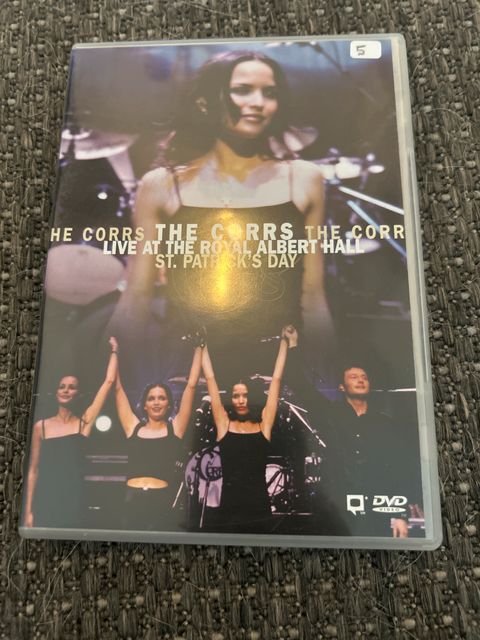 5
HE CORRS THE CORRS THE CORR
LIVE AT THE ROYAL ALBERT HALL
ST. PATRICK'S DAY
DVD
VIDEO